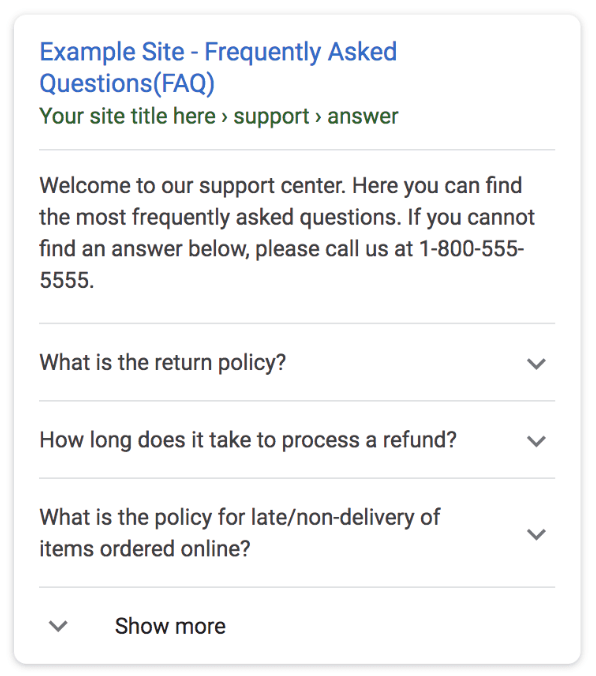 Example Site - Frequently Asked
Questions(FAQ)
Your site title here › support › answer
Welcome to our support center. Here you can find
the most frequently asked questions. If you cannot
find an answer below, please call us at 1-800-555-
5555.
What is the return policy?
How long does it take to process a refund?
What is the policy for late/non-delivery of
items ordered online?
Show more